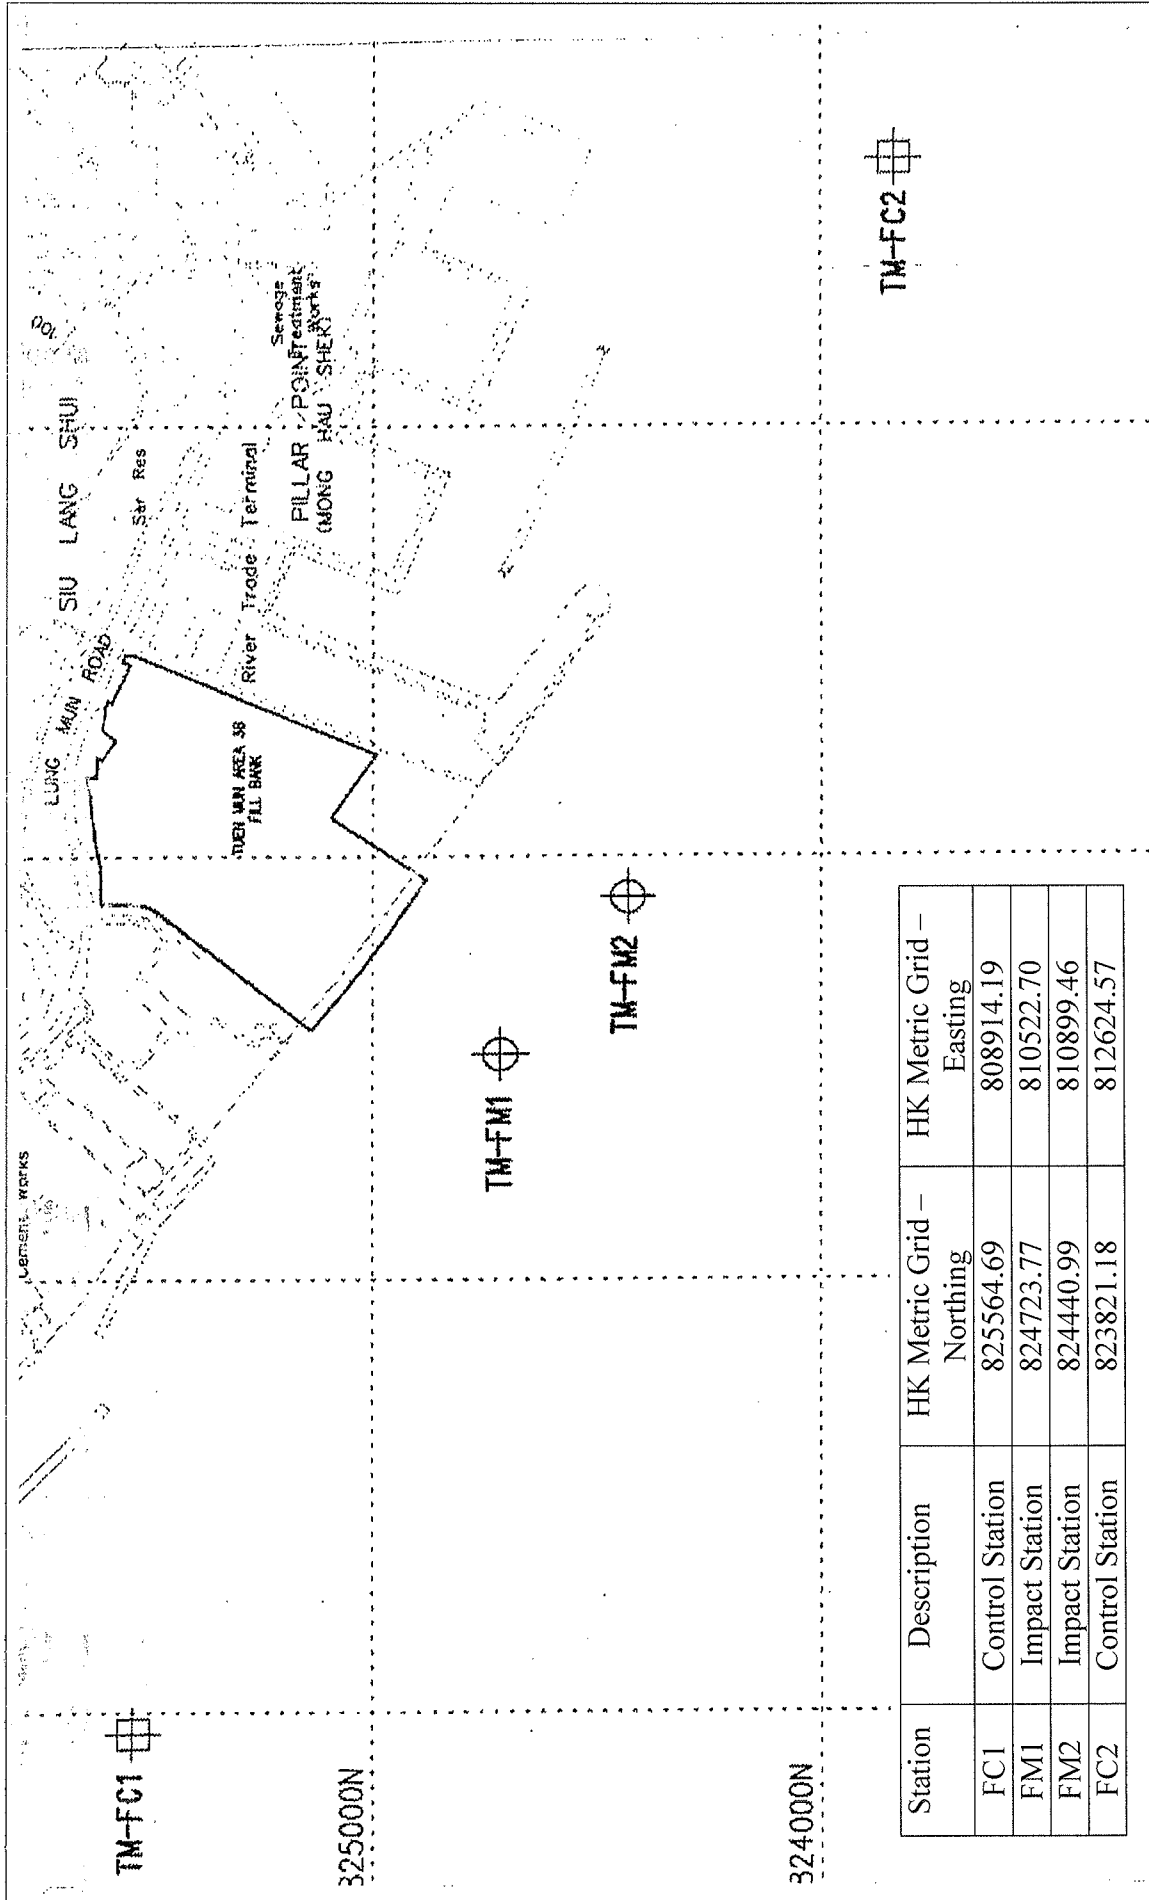 Cement works
LUNG MUN ROAD
SIU LANG SHUI
Ser Res
River Trade Terminal
Sewage
Treatment
Works
PILLAR POINT
(MONG HAU SHEK)
TUEN MUN AREA 38
FILL BANK
TM-FC1
TM-FM1
TM-FM2
TM-FC2
825000N
824000N
Station Description HK Metric Grid – Northing HK Metric Grid – Easting
FC1 Control Station 825564.69 808914.19
FM1 Impact Station 824723.77 810522.70
FM2 Impact Station 824440.99 810899.46
FC2 Control Station 823821.18 812624.57